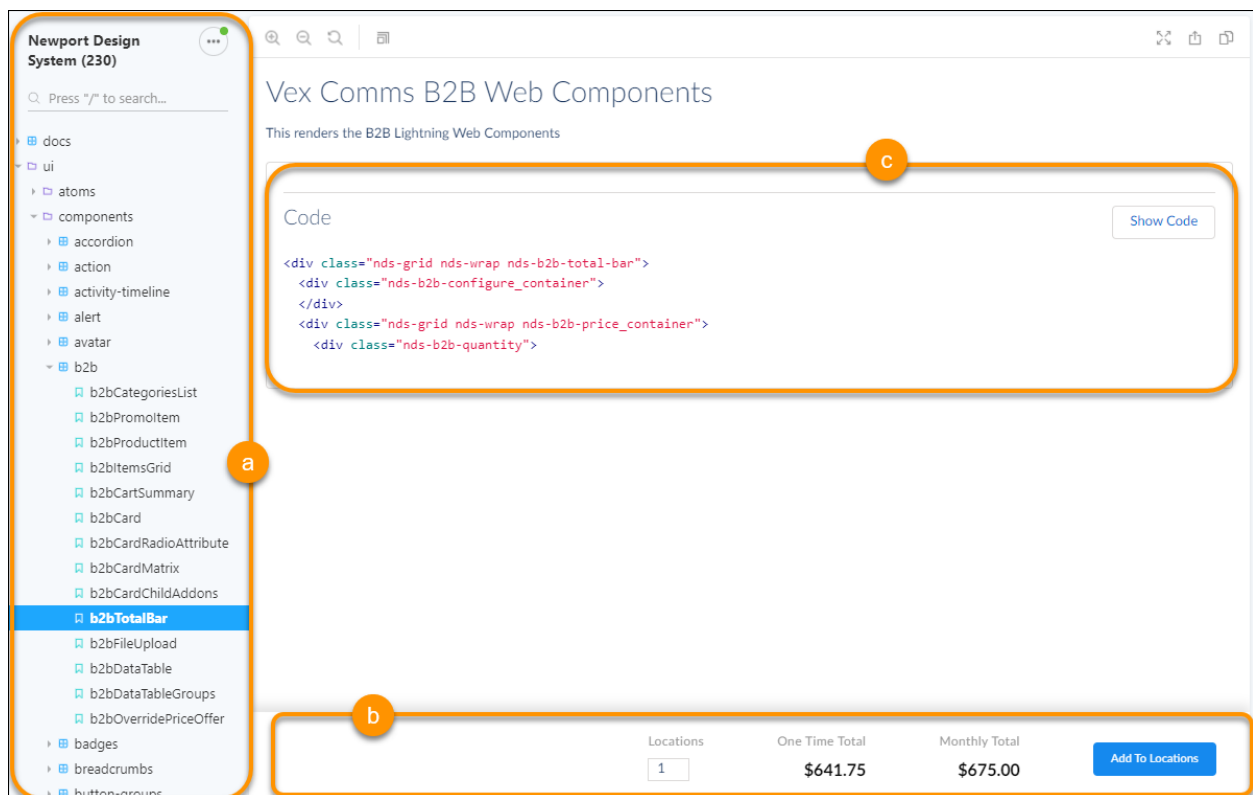 Newport Design
System (230)
Press "/" to search...
docs
ui
atoms
components
accordion
action
activity-timeline
alert
avatar
b2b
b2bCategoriesList
b2bPromoItem
b2bProductItem
b2bItemsGrid
b2bCartSummary
b2bCard
b2bCardRadioAttribute
b2bCardMatrix
b2bCardChildAddons
b2bTotalBar
b2bFileUpload
b2bDataTable
b2bDataTableGroups
b2bOverridePriceOffer
badges
breadcrumbs
button-groups
a
Vex Comms B2B Web Components
This renders the B2B Lightning Web Components
c
Code
Show Code
<div class="nds-grid nds-wrap nds-b2b-total-bar">
<div class="nds-b2b-configure_container">
</div>
<div class="nds-grid nds-wrap nds-b2b-price_container">
<div class="nds-b2b-quantity">
b
Locations One Time Total Monthly Total
1 $641.75 $675.00 Add To Locations